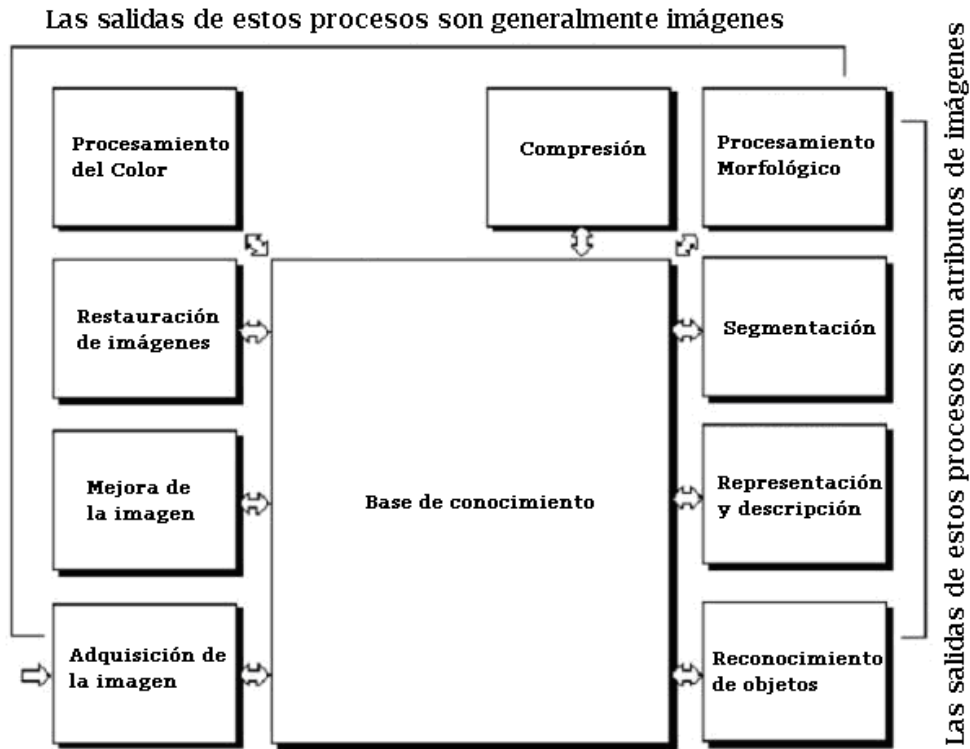 Las salidas de estos procesos son generalmente imágenes
Procesamiento
del Color
Compresión
Procesamiento
Morfológico
Restauración
de imágenes
Segmentación
Mejora de
la imagen
Base de conocimiento
Representación
y descripción
Adquisición de
la imagen
Reconocimiento
de objetos
Las salidas de estos procesos son atributos de imágenes